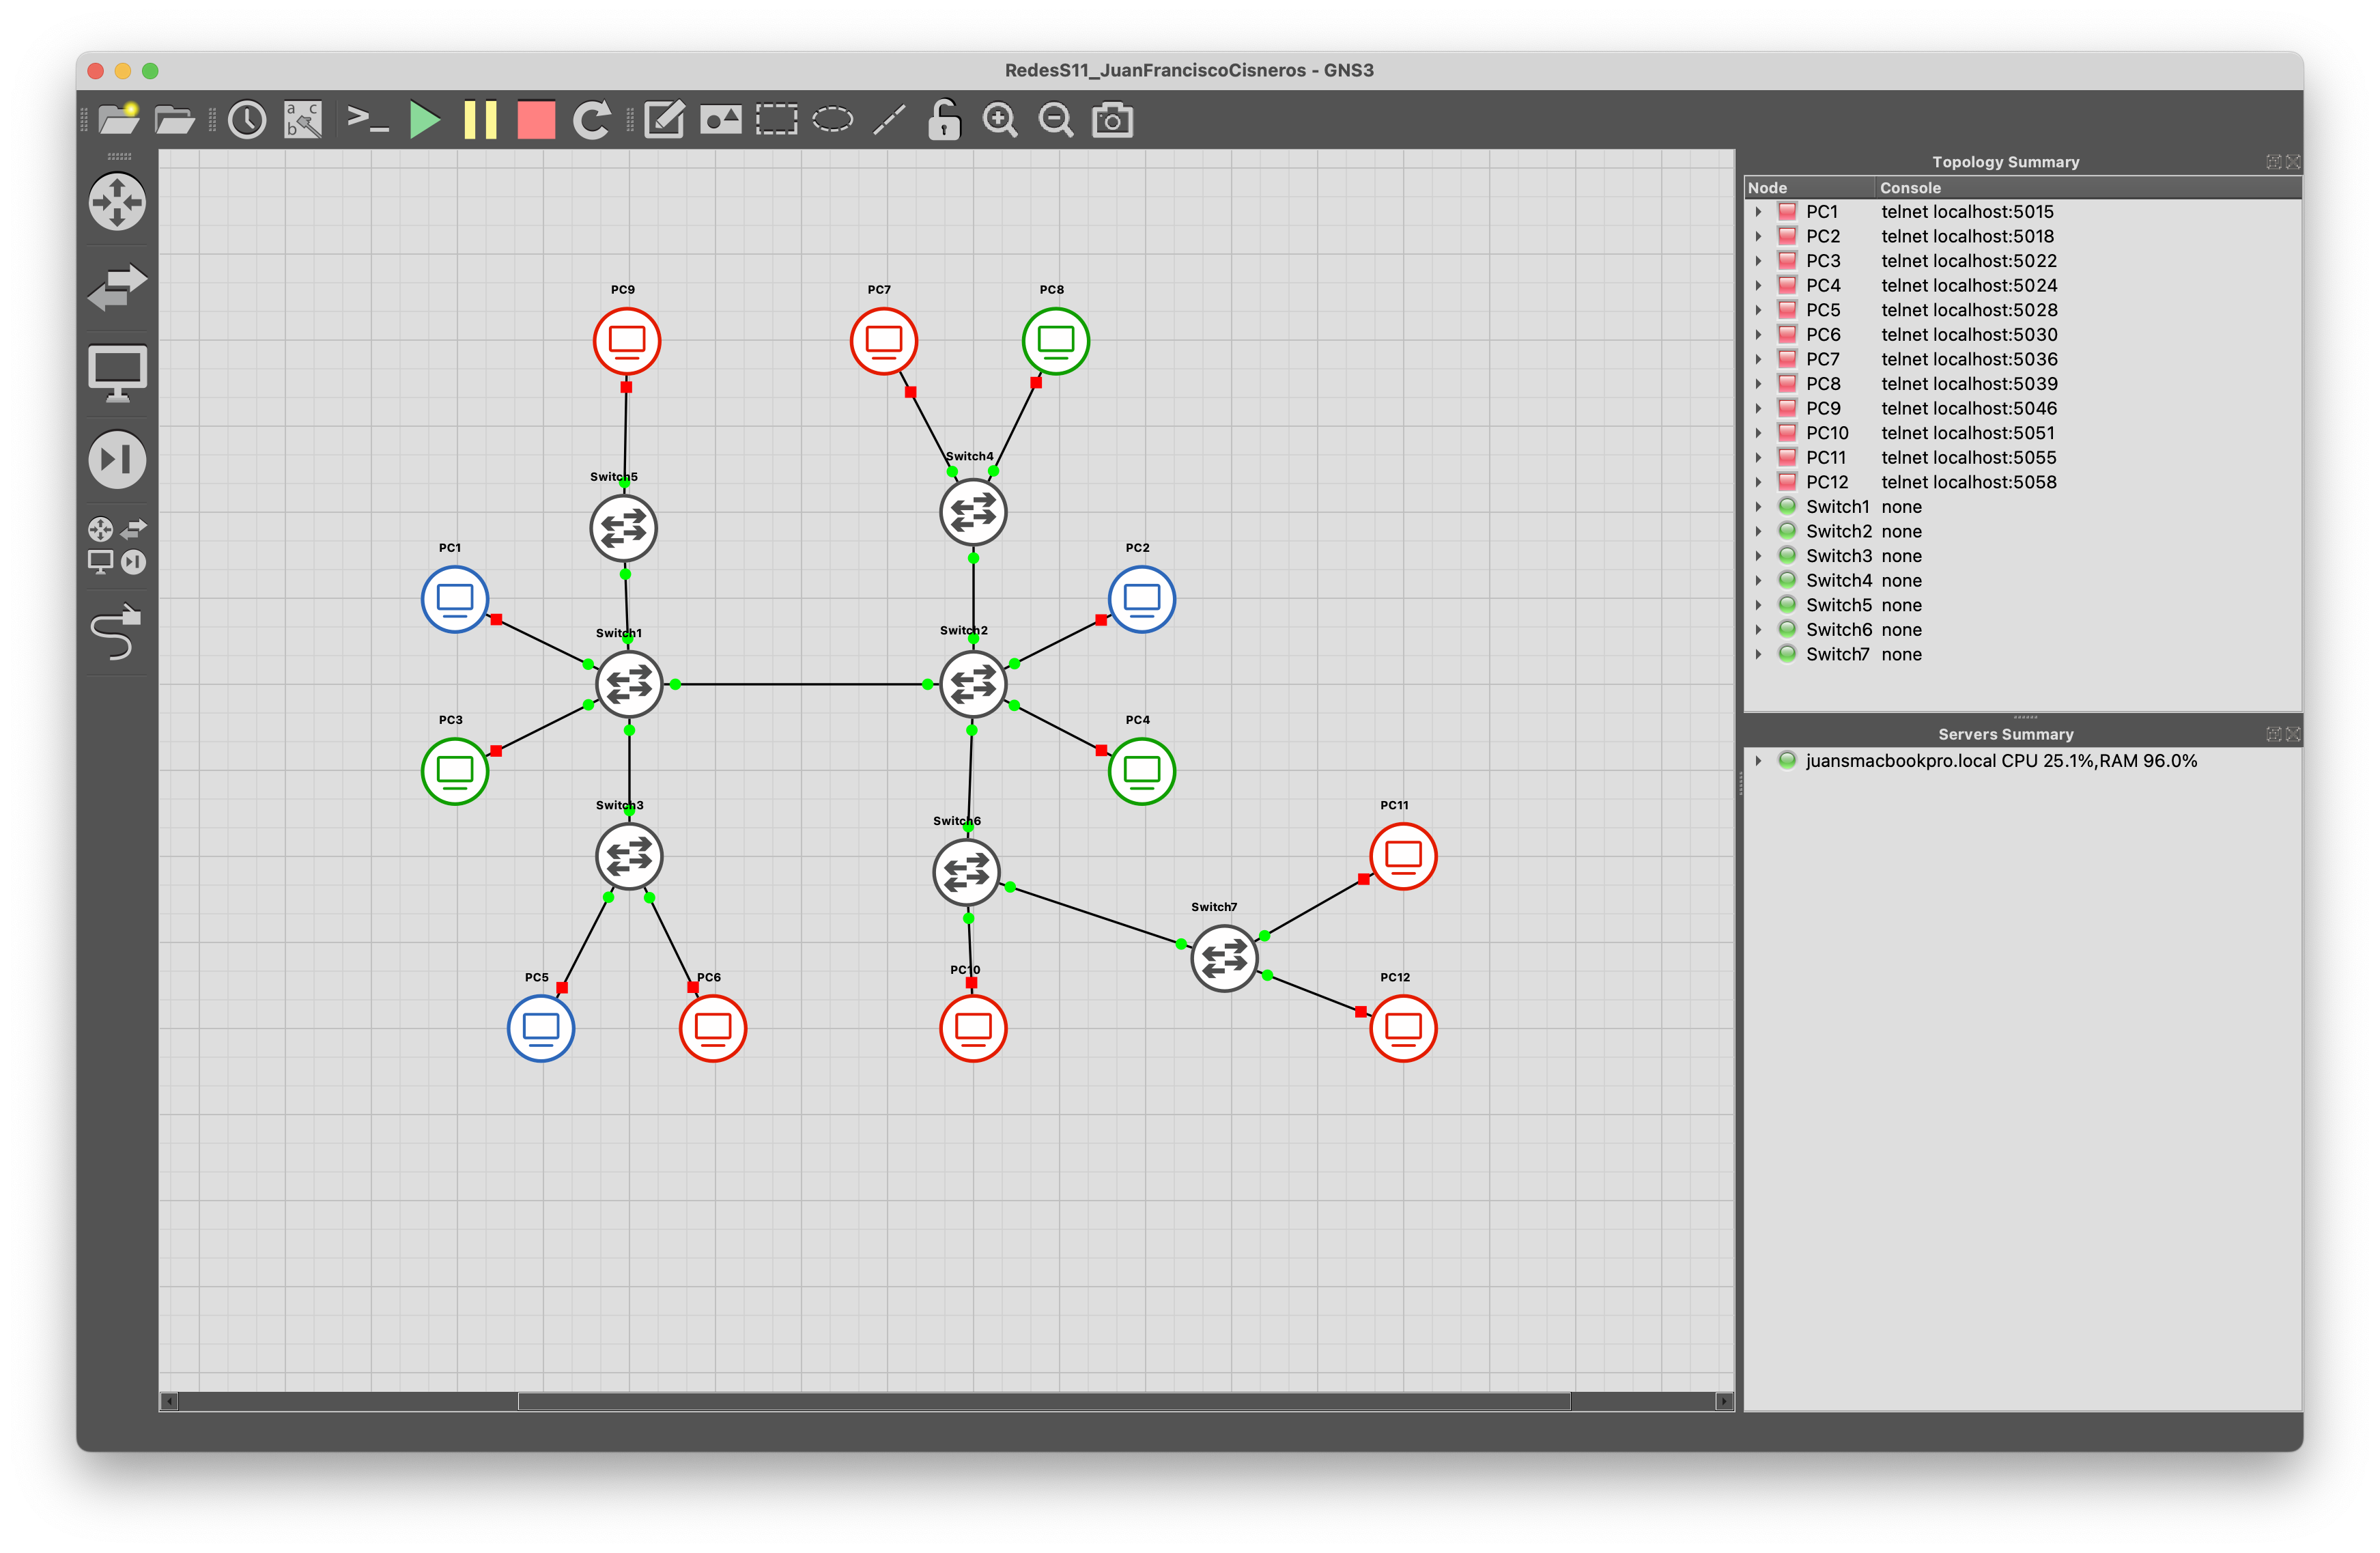 RedesS11_JuanFranciscoCisneros - GNS3
a c
b
>_
Topology Summary
Node Console
PC1 telnet localhost:5015
PC2 telnet localhost:5018
PC3 telnet localhost:5022
PC4 telnet localhost:5024
PC5 telnet localhost:5028
PC6 telnet localhost:5030
PC7 telnet localhost:5036
PC8 telnet localhost:5039
PC9 telnet localhost:5046
PC10 telnet localhost:5051
PC11 telnet localhost:5055
PC12 telnet localhost:5058
Switch1 none
Switch2 none
Switch3 none
Switch4 none
Switch5 none
Switch6 none
Switch7 none
Servers Summary
juansmacbookpro.local CPU 25.1%,RAM 96.0%
PC9
PC7
PC8
Switch4
Switch5
PC1
PC2
Switch1
Switch2
PC3
PC4
Switch3
Switch6
PC11
Switch7
PC5
PC6
PC10
PC12